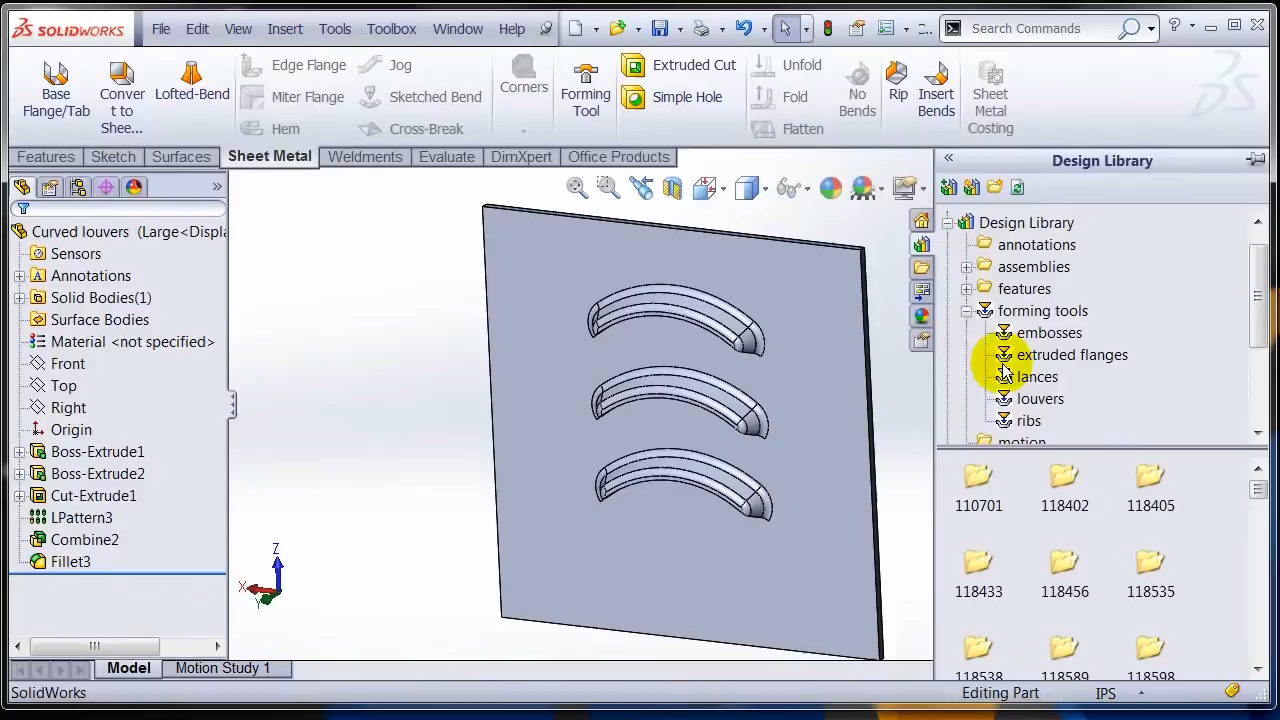 SOLIDWORKS File Edit View Insert Tools Toolbox Window Help Search Commands
Base Flange/Tab
Convert to Shee...
Lofted-Bend
Edge Flange
Miter Flange
Hem
Jog
Sketched Bend
Cross-Break
Corners
Forming Tool
Extruded Cut
Simple Hole
Unfold
Fold
Flatten
No Bends
Rip
Insert Bends
Sheet Metal Costing
Features Sketch Surfaces Sheet Metal Weldments Evaluate DimXpert Office Products
Curved louvers (Large<Displa
Sensors
Annotations
Solid Bodies(1)
Surface Bodies
Material <not specified>
Front
Top
Right
Origin
Boss-Extrude1
Boss-Extrude2
Cut-Extrude1
LPattern3
Combine2
Fillet3
Z
X
Y
Design Library
Design Library
annotations
assemblies
features
forming tools
embosses
extruded flanges
lances
louvers
ribs
motion
110701 118402 118405
118433 118456 118535
118538 118589 118598
Model Motion Study 1
SolidWorks Editing Part IPS